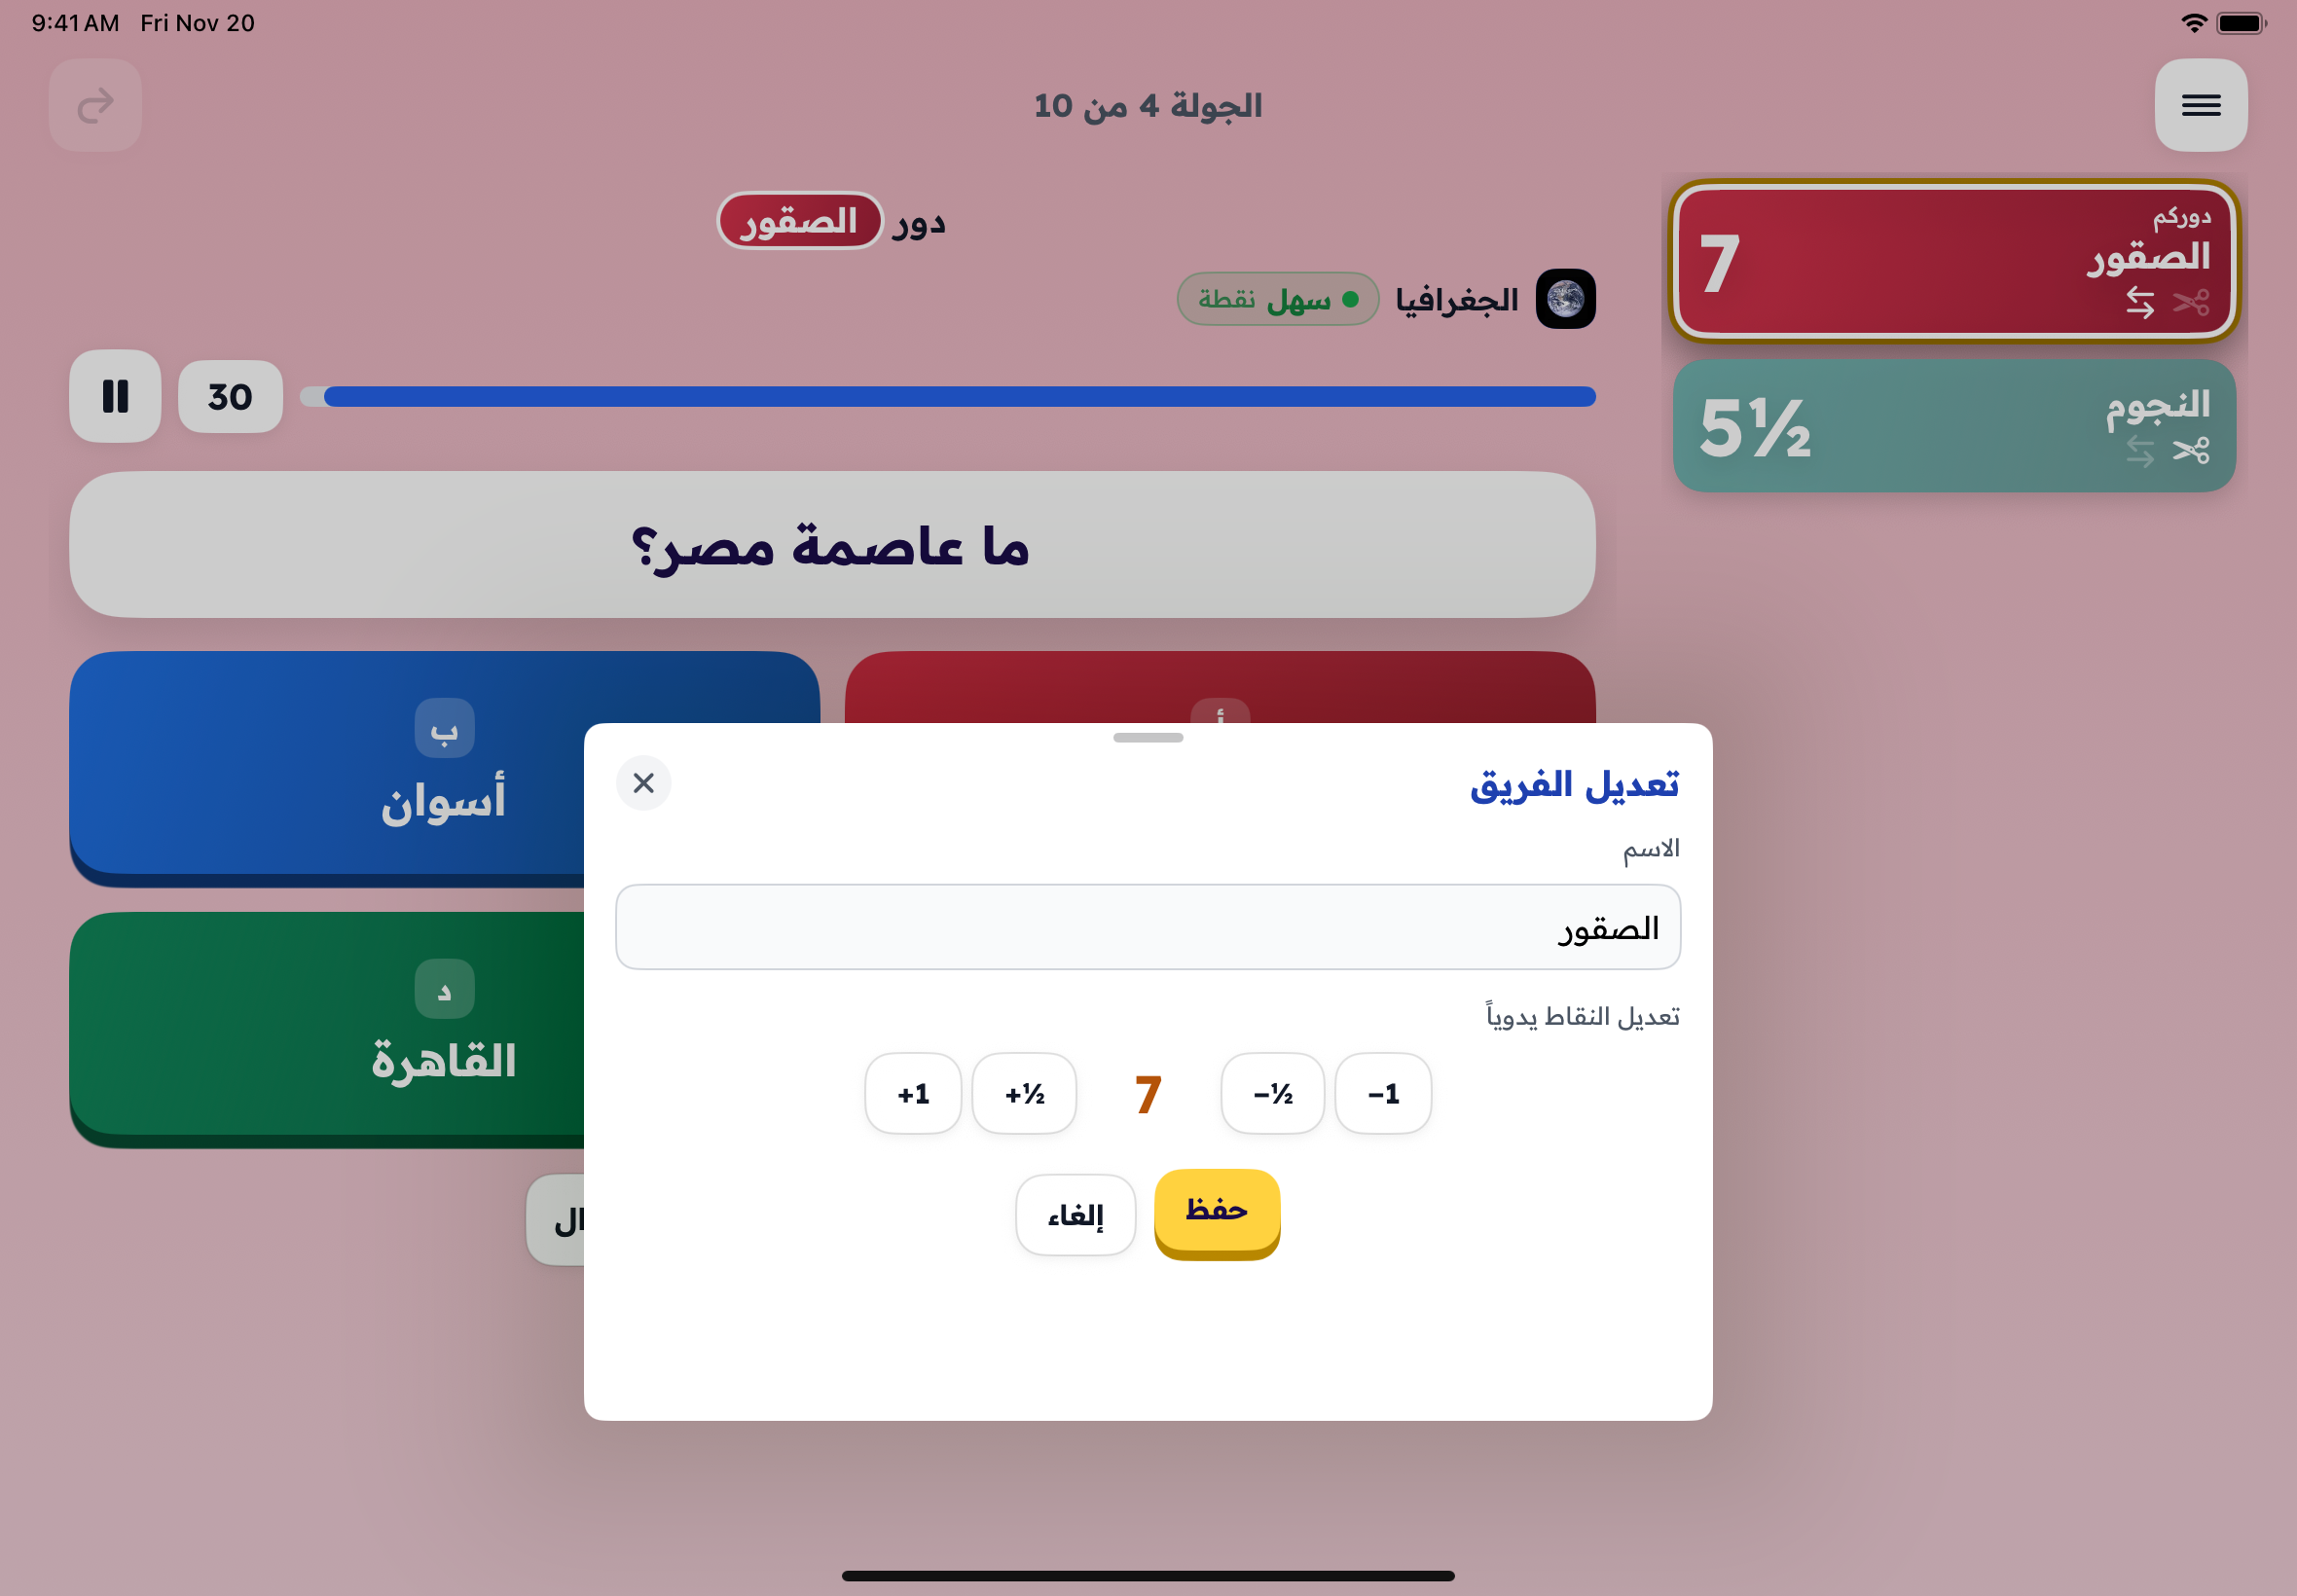 9:41 AM Fri Nov 20
الجولة 4 من 10
دوركم
الصقور
7
النجوم
5½
دور الصقور
الجغرافيا
سهل نقطة
30
ما عاصمة مصر؟
أ
ب
أسوان
د
القاهرة
تعديل الفريق
الاسم
الصقور
تعديل النقاط يدوياً
−1
−½
7
+½
+1
حفظ
إلغاء